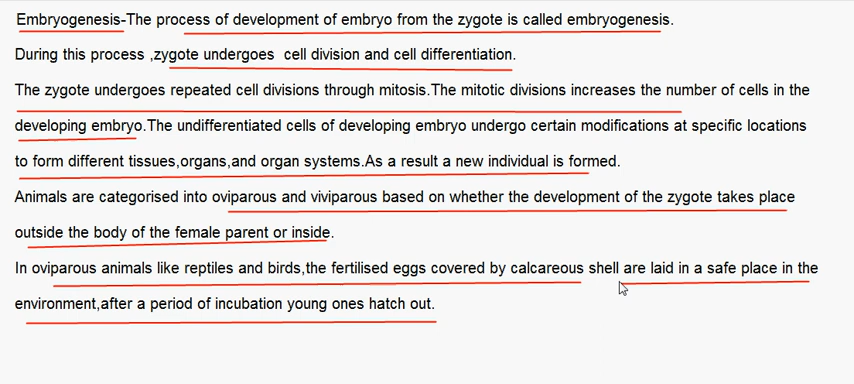 Embryogenesis-The process of development of embryo from the zygote is called embryogenesis.
During this process ,zygote undergoes cell division and cell differentiation.
The zygote undergoes repeated cell divisions through mitosis.The mitotic divisions increases the number of cells in the
developing embryo.The undifferentiated cells of developing embryo undergo certain modifications at specific locations
to form different tissues,organs,and organ systems.As a result a new individual is formed.
Animals are categorised into oviparous and viviparous based on whether the development of the zygote takes place
outside the body of the female parent or inside.
In oviparous animals like reptiles and birds,the fertilised eggs covered by calcareous shell are laid in a safe place in the
environment,after a period of incubation young ones hatch out.